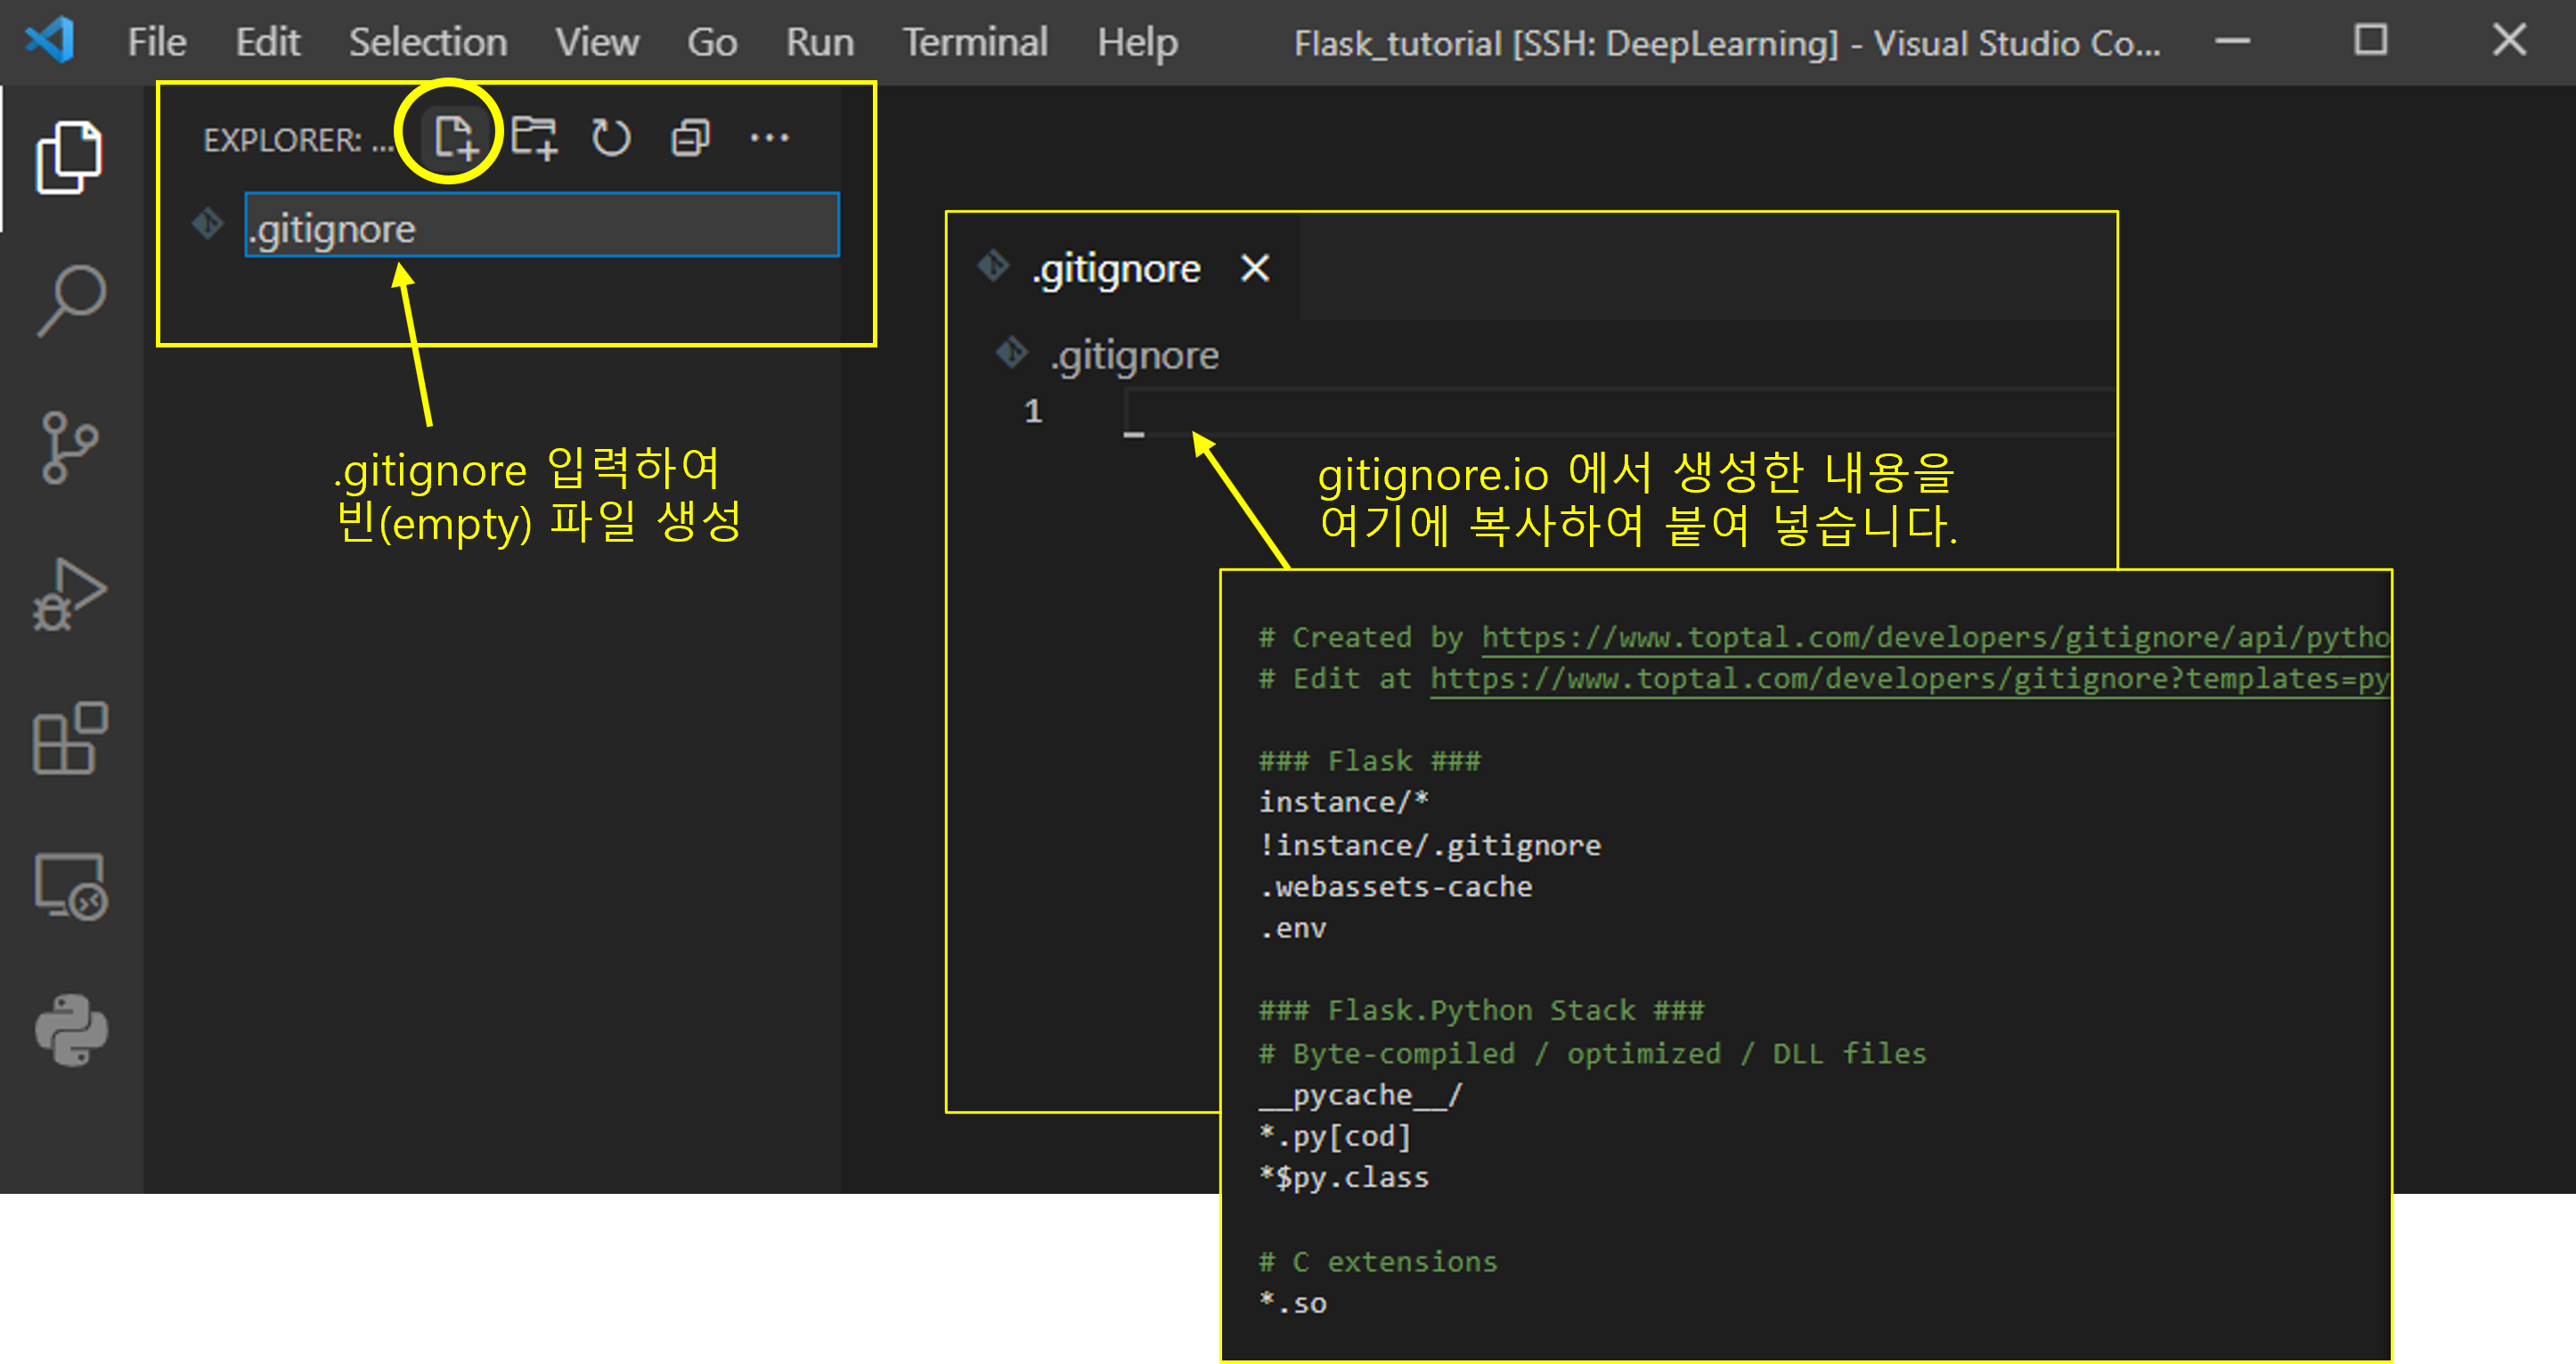 File Edit Selection View Go Run Terminal Help Flask_tutorial [SSH: DeepLearning] - Visual Studio Co...
EXPLORER: ...
.gitignore
.gitignore 입력하여
빈(empty) 파일 생성
.gitignore
.gitignore
1
gitignore.io 에서 생성한 내용을
여기에 복사하여 붙여 넣습니다.
# Created by https://www.toptal.com/developers/gitignore/api/pytho
# Edit at https://www.toptal.com/developers/gitignore?templates=py
### Flask ###
instance/*
!instance/.gitignore
.webassets-cache
.env
### Flask.Python Stack ###
# Byte-compiled / optimized / DLL files
__pycache__/
*.py[cod]
*$py.class
# C extensions
*.so